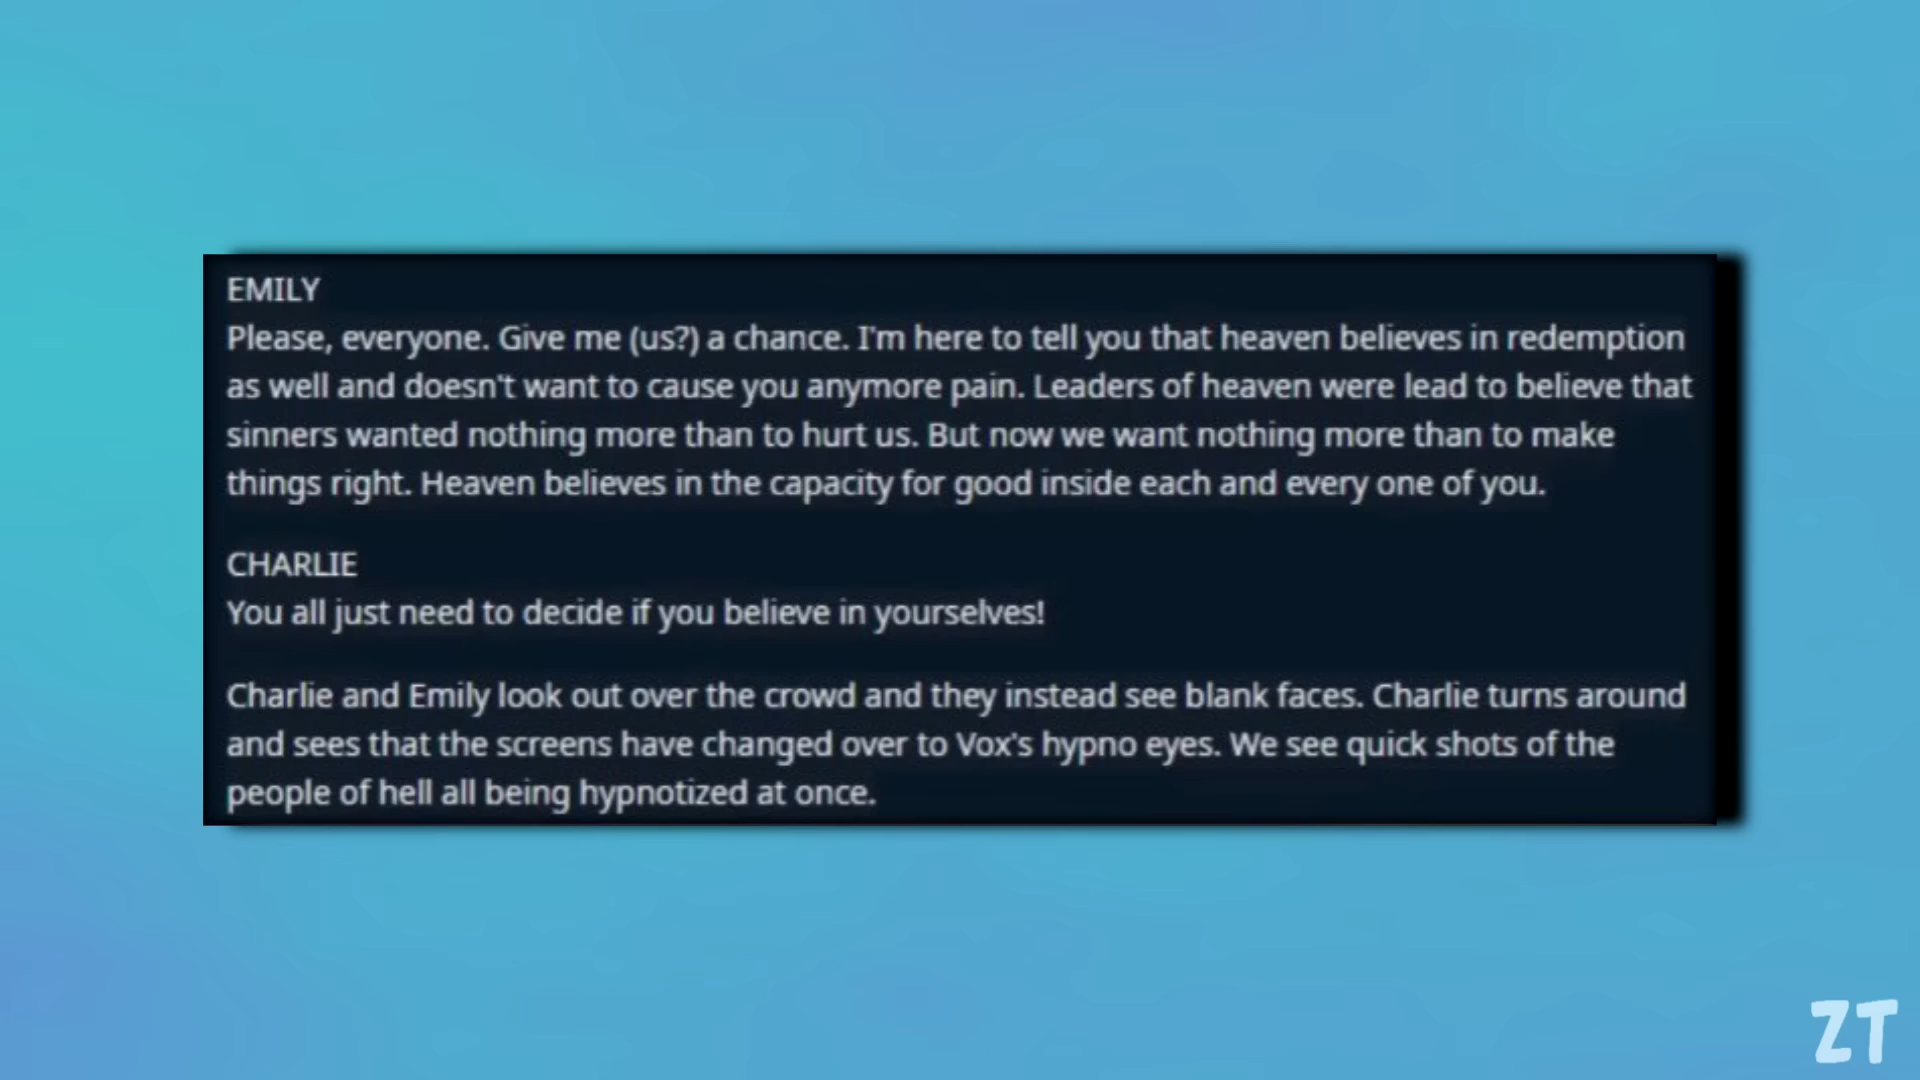 EMILY
Please, everyone. Give me (us?) a chance. I'm here to tell you that heaven believes in redemption
as well and doesn't want to cause you anymore pain. Leaders of heaven were lead to believe that
sinners wanted nothing more than to hurt us. But now we want nothing more than to make
things right. Heaven believes in the capacity for good inside each and every one of you.
CHARLIE
You all just need to decide if you believe in yourselves!
Charlie and Emily look out over the crowd and they instead see blank faces. Charlie turns around
and sees that the screens have changed over to Vox's hypno eyes. We see quick shots of the
people of hell all being hypnotized at once.
ZT